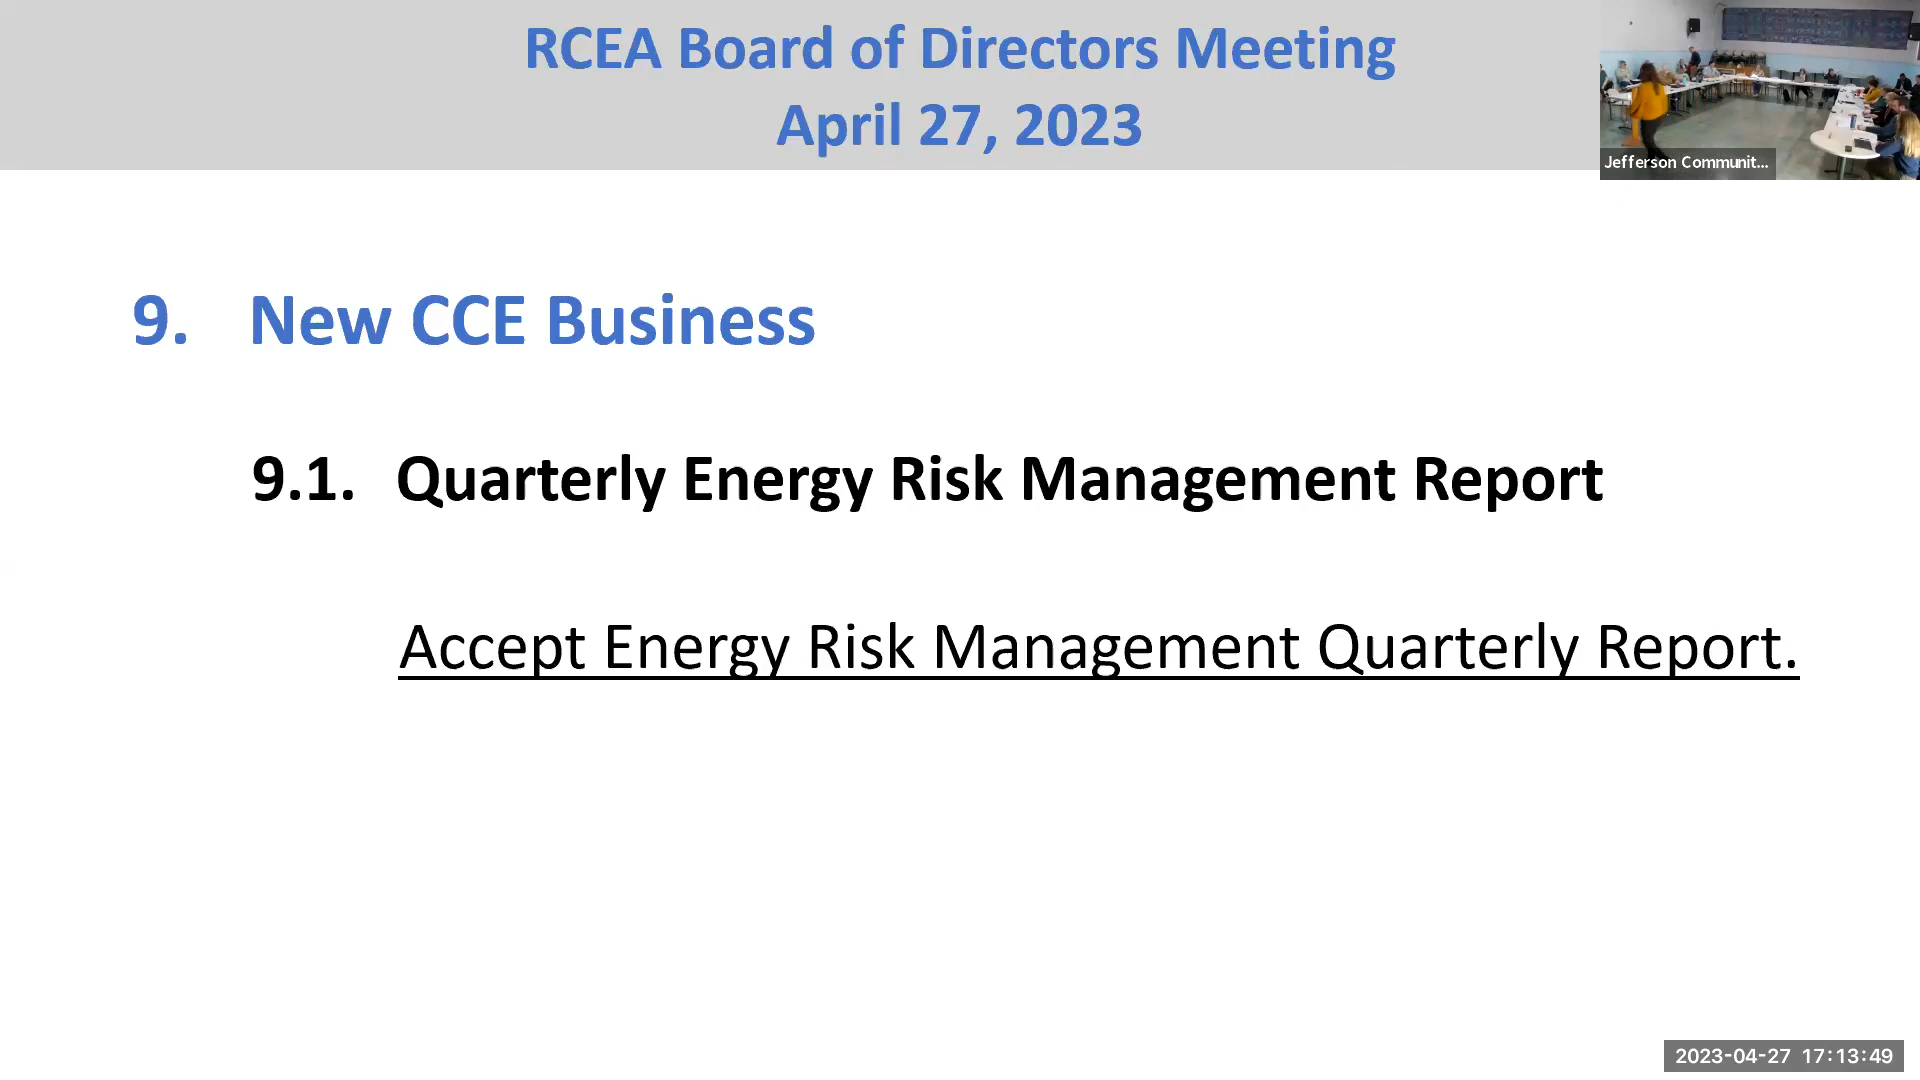 RCEA Board of Directors Meeting
April 27, 2023
Jefferson Communit...
9. New CCE Business
9.1. Quarterly Energy Risk Management Report
Accept Energy Risk Management Quarterly Report.
2023-04-27 17:13:49